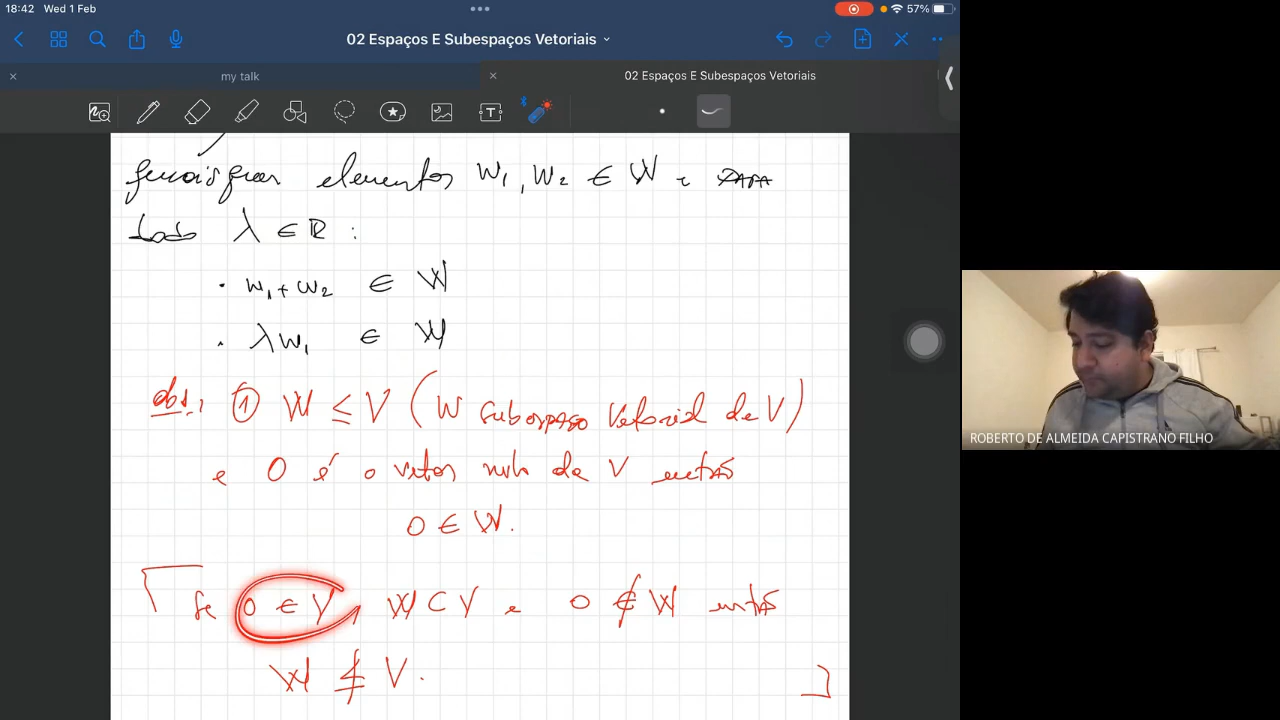 18:42 Wed 1 Feb
57%
02 Espaços E Subespaços Vetoriais
my talk
02 Espaços E Subespaços Vetoriais
quaisquer elementos w₁, w₂ ∈ W e para
todo λ ∈ ℝ :
• w₁+w₂ ∈ W
• λw₁ ∈ W
obs.: ① W ≤ V (W subespaço vetorial de V)
e 0 é o vetor nulo de V então
0 ∈ W.
Se 0 ∈ V, W ⊂ V e 0 ∉ W então
W ≰ V.
ROBERTO DE ALMEIDA CAPISTRANO FILHO